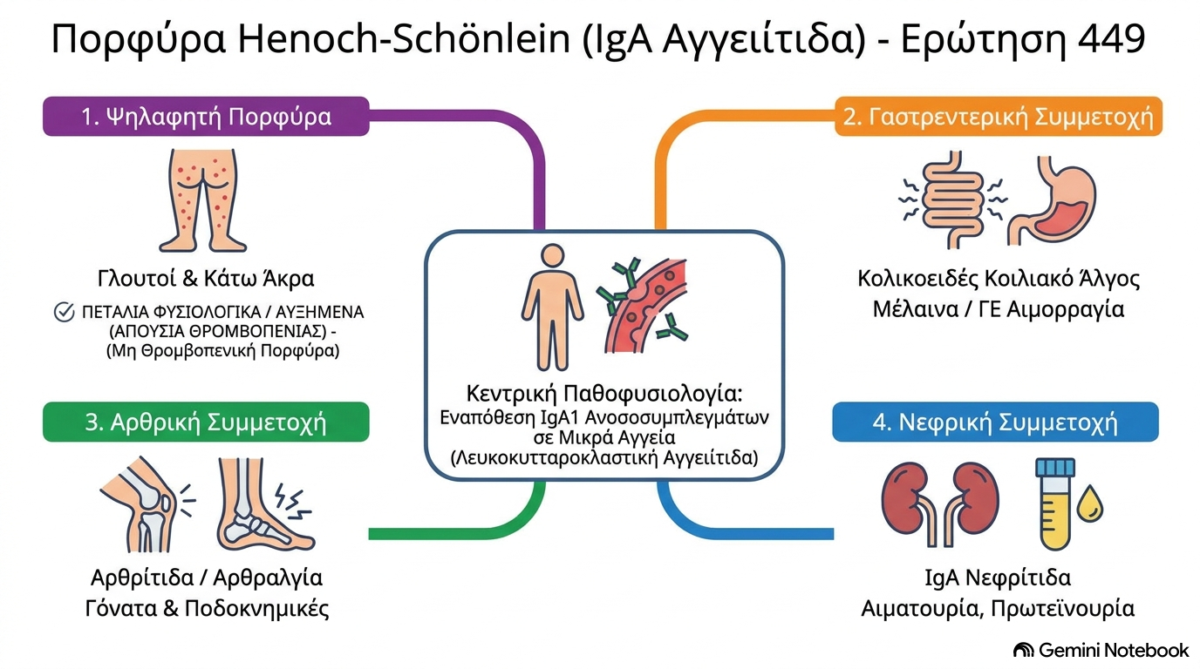 Πορφύρα Henoch-Schönlein (IgA Αγγειίτιδα) - Ερώτηση 449
1. Ψηλαφητή Πορφύρα
Γλουτοί & Κάτω Άκρα
ΠΕΤΑΛΙΑ ΦΥΣΙΟΛΟΓΙΚΑ / ΑΥΞΗΜΕΝΑ
(ΑΠΟΥΣΙΑ ΘΡΟΜΒΟΠΕΝΙΑΣ) -
(Μη Θρομβοπενική Πορφύρα)
2. Γαστρεντερική Συμμετοχή
Κολικοειδές Κοιλιακό Άλγος
Μέλαινα / ΓΕ Αιμορραγία
Κεντρική Παθοφυσιολογία:
Εναπόθεση IgA1 Ανοσοσυμπλεγμάτων
σε Μικρά Αγγεία
(Λευκοκυτταροκλαστική Αγγειίτιδα)
3. Αρθρική Συμμετοχή
Αρθρίτιδα / Αρθραλγία
Γόνατα & Ποδοκνημικές
4. Νεφρική Συμμετοχή
IgA Νεφρίτιδα
Αιματουρία, Πρωτεϊνουρία
Gemini Notebook